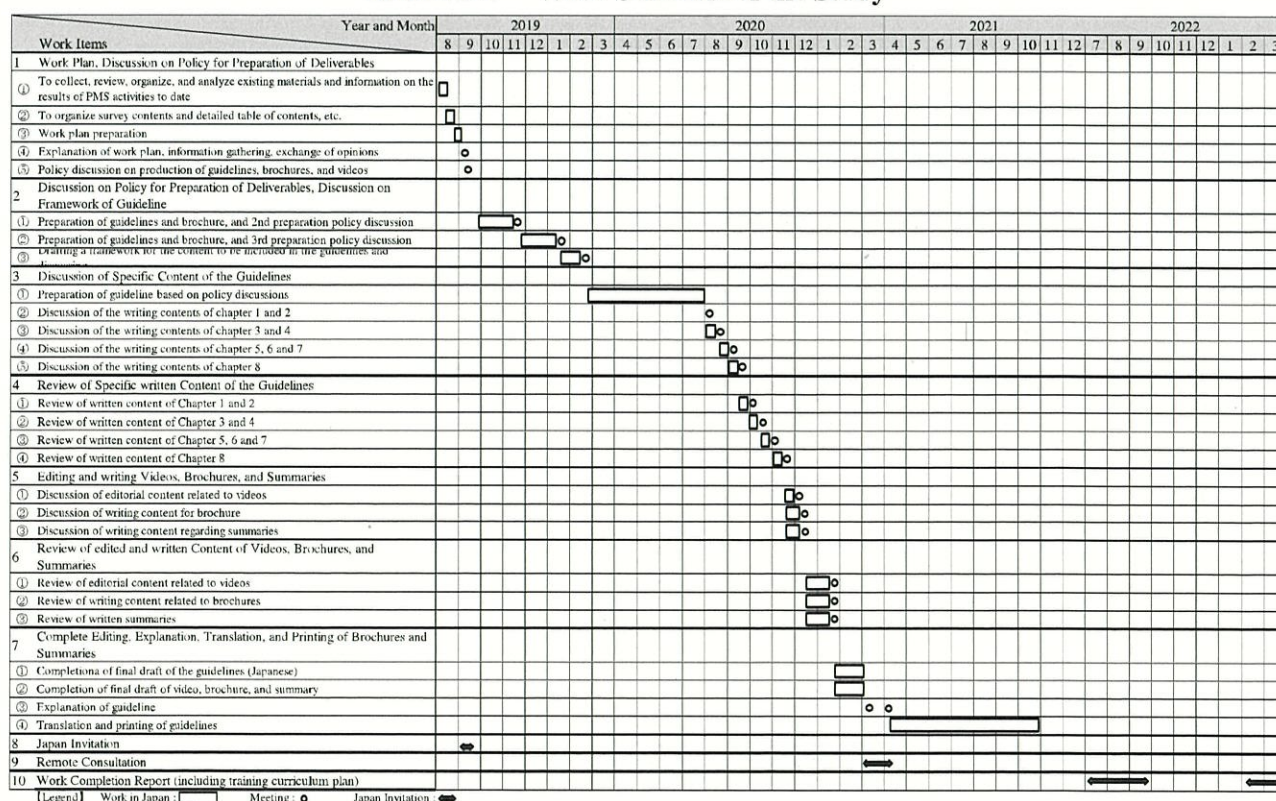 Year and Month
2019 2020 2021 2022
Work Items
8 9 10 11 12 1 2 3 4 5 6 7 8 9 10 11 12 1 2 3 4 5 6 7 8 9 10 11 12 7 8 9 10 11 12 1 2 3
1 Work Plan, Discussion on Policy for Preparation of Deliverables
① To collect, review, organize, and analyze existing materials and information on the
results of PMS activities to date
② To organize survey contents and detailed table of contents, etc.
③ Work plan preparation
④ Explanation of work plan, information gathering, exchange of opinions
⑤ Policy discussion on production of guidelines, brochures, and videos
2 Discussion on Policy for Preparation of Deliverables, Discussion on
Framework of Guideline
① Preparation of guidelines and brochure, and 2nd preparation policy discussion
② Preparation of guidelines and brochure, and 3rd preparation policy discussion
③ Drafting a framework for the content to be included in the guidelines and
3 Discussion of Specific Content of the Guidelines
① Preparation of guideline based on policy discussions
② Discussion of the writing contents of chapter 1 and 2
③ Discussion of the writing contents of chapter 3 and 4
④ Discussion of the writing contents of chapter 5, 6 and 7
⑤ Discussion of the writing contents of chapter 8
4 Review of Specific written Content of the Guidelines
① Review of written content of Chapter 1 and 2
② Review of written content of Chapter 3 and 4
③ Review of written content of Chapter 5, 6 and 7
④ Review of written content of Chapter 8
5 Editing and writing Videos, Brochures, and Summaries
① Discussion of editorial content related to videos
② Discussion of writing content for brochure
③ Discussion of writing content regarding summaries
6 Review of edited and written Content of Videos, Brochures, and
Summaries
① Review of editorial content related to videos
② Review of writing content related to brochures
③ Review of written summaries
7 Complete Editing, Explanation, Translation, and Printing of Brochures and
Summaries
① Completiona of final draft of the guidelines (Japanese)
② Completion of final draft of video, brochure, and summary
③ Explanation of guideline
④ Translation and printing of guidelines
8 Japan Invitation
9 Remote Consultation
10 Work Completion Report (including training curriculum plan)
[Legend] Work in Japan : Meeting : Japan Invitation :